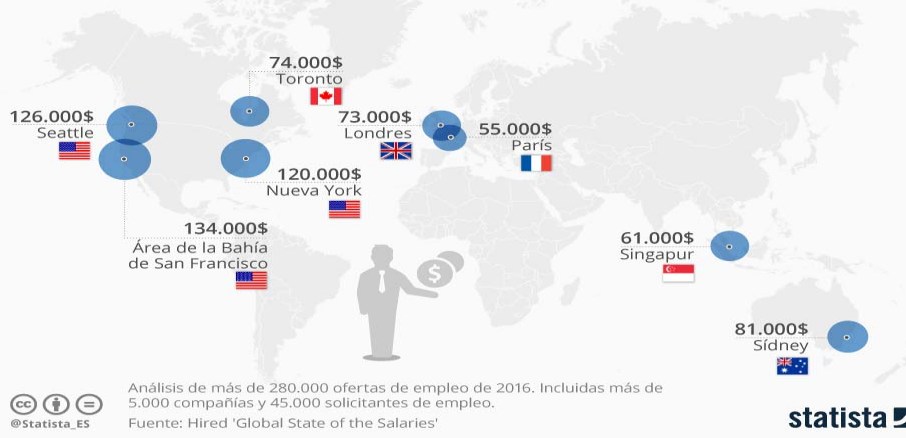 74.000$
Toronto
126.000$
Seattle
73.000$
Londres
55.000$
París
120.000$
Nueva York
134.000$
Área de la Bahía
de San Francisco
61.000$
Singapur
81.000$
Sídney
$
Análisis de más de 280.000 ofertas de empleo de 2016. Incluidas más de
5.000 compañías y 45.000 solicitantes de empleo.
Fuente: Hired 'Global State of the Salaries'
cc
@Statista_ES
statista